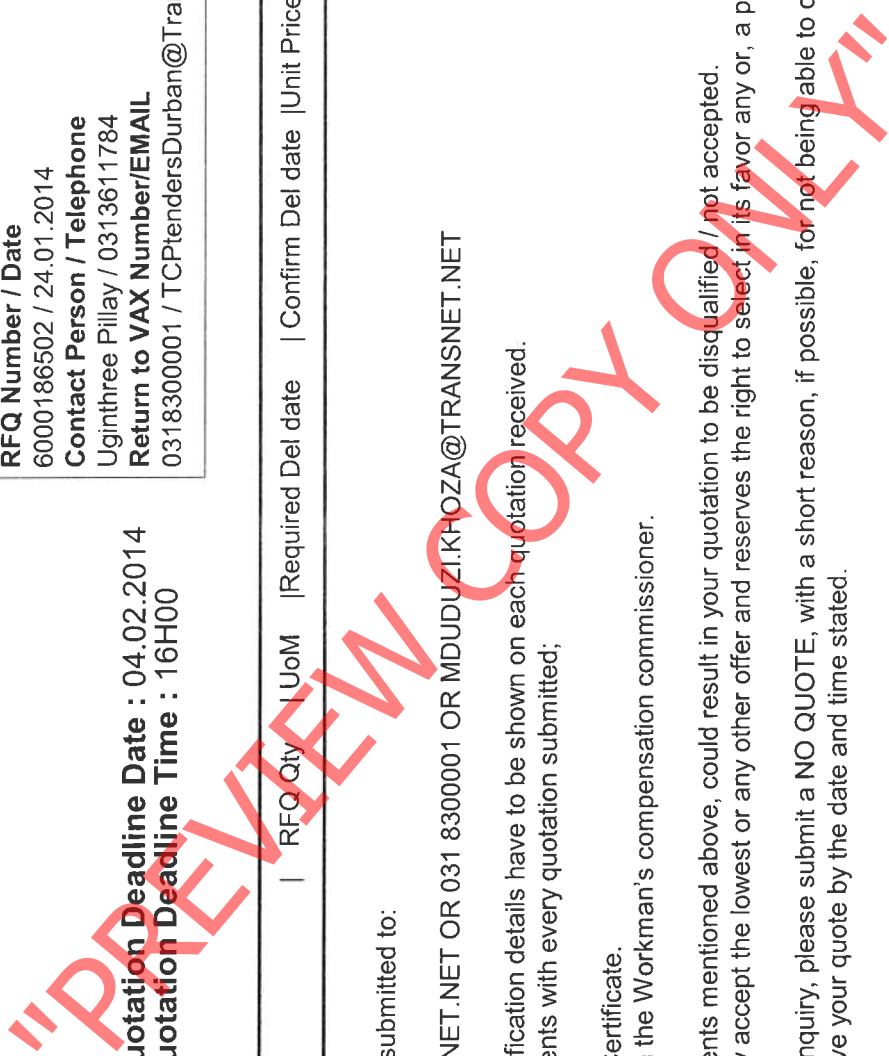 RFQ Number / Date
6000186502 / 24.01.2014
Contact Person / Telephone
Uginthree Pillay / 0313611784
Return to VAX Number/EMAIL
0318300001 / TCPtendersDurban@Tra
uotation Deadline Date : 04.02.2014
uotation Deadline Time : 16H00
| RFQ Qty | UoM |Required Del date | Confirm Del date |Unit Price
submitted to:
NET.NET OR 031 8300001 OR MDUDUZI.KHOZA@TRANSNET.NET
fication details have to be shown on each quotation received.
ents with every quotation submitted;
Certificate.
the Workman's compensation commissioner.
ents mentioned above, could result in your quotation to be disqualified / not accepted.
accept the lowest or any other offer and reserves the right to select in its favor any or, a p
nquiry, please submit a NO QUOTE, with a short reason, if possible, for not being able to
ve your quote by the date and time stated.
"PREVIEW COPY ONLY"